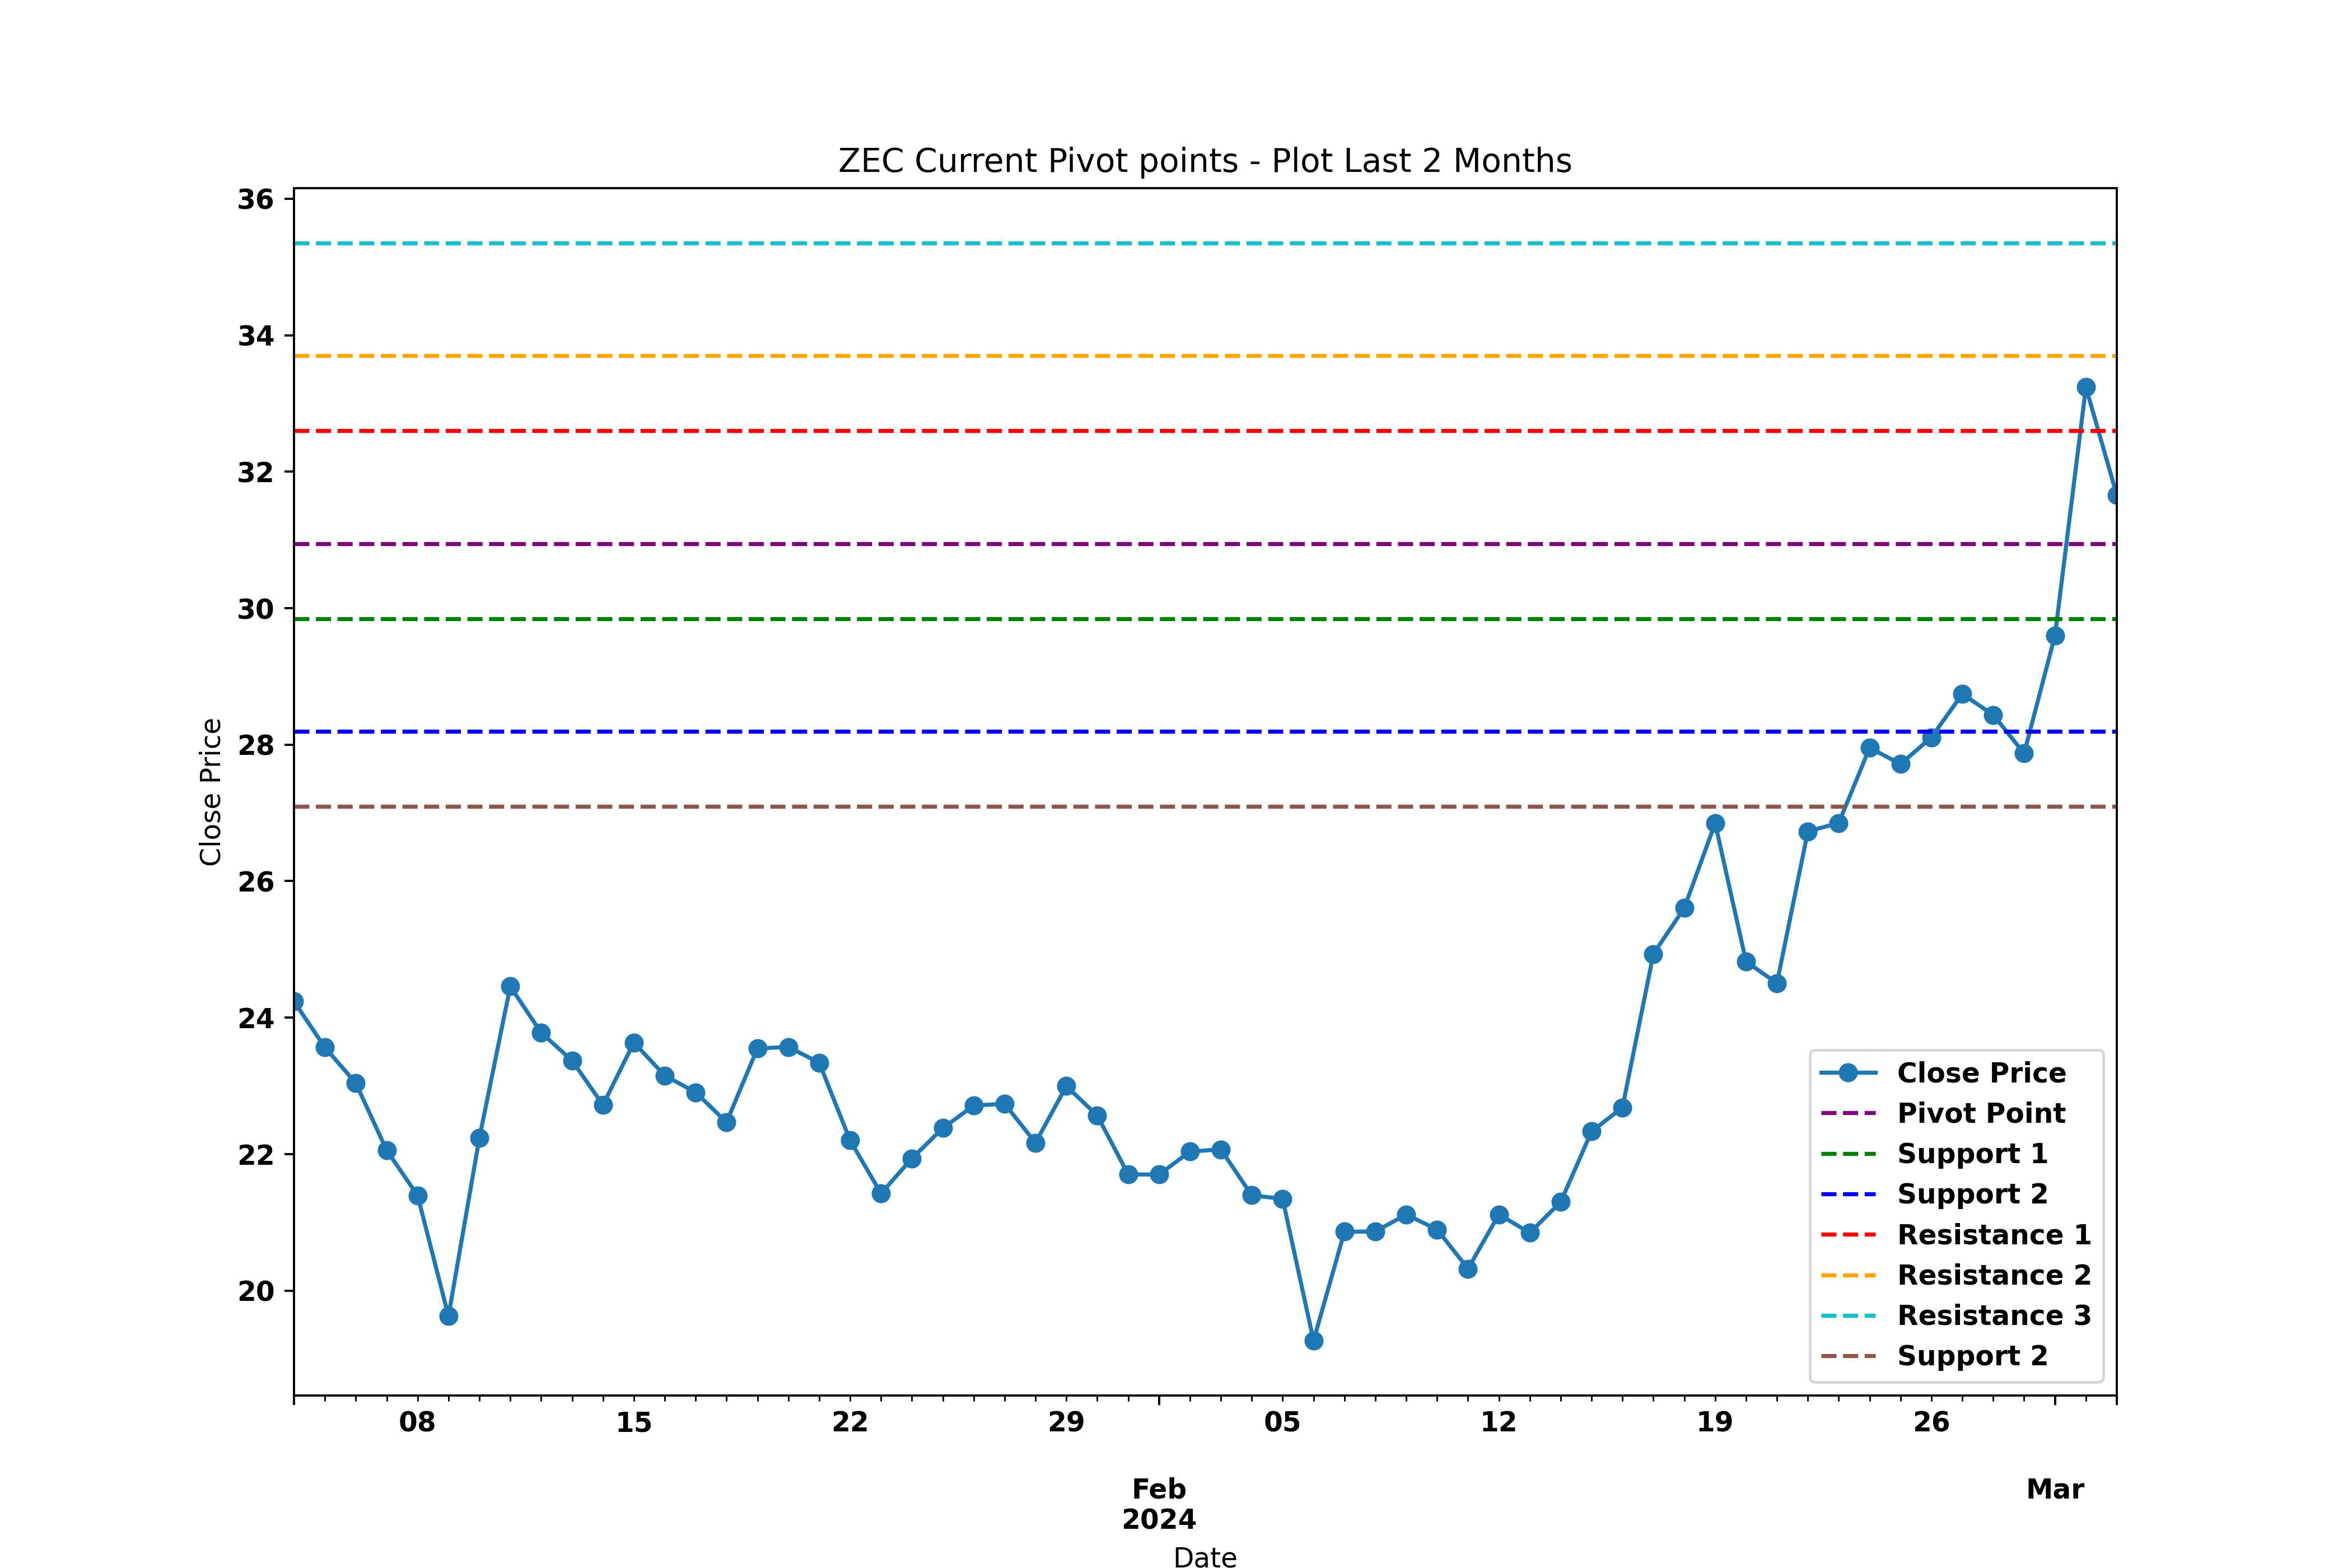 ZEC Current Pivot points - Plot Last 2 Months
36
34
32
30
28
26
24
22
20
Close Price
Close Price
Pivot Point
Support 1
Support 2
Resistance 1
Resistance 2
Resistance 3
Support 2
08 15 22 29 05 12 19 26
Feb Mar
2024
Date